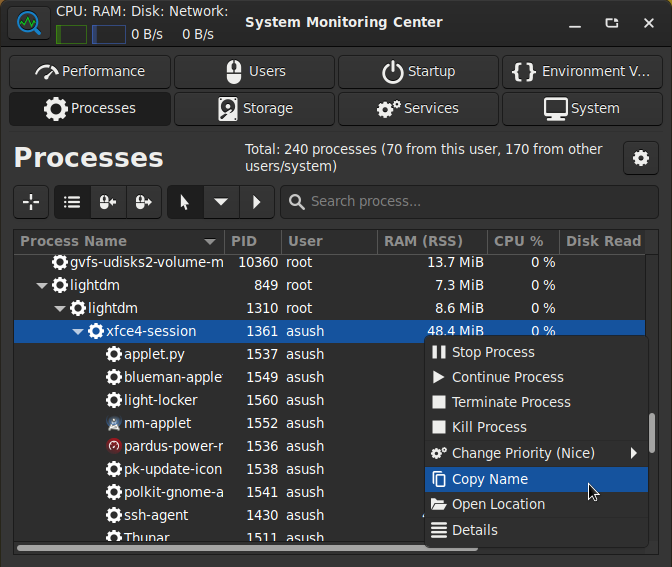 CPU: RAM: Disk: Network:
0 B/s 0 B/s
System Monitoring Center
Performance
Users
Startup
Environment V...
Processes
Storage
Services
System
Processes
Total: 240 processes (70 from this user, 170 from other
users/system)
Search process...
Process Name PID User RAM (RSS) CPU % Disk Read
gvfs-udisks2-volume-m 10360 root 13.7 MiB 0 %
lightdm 849 root 7.3 MiB 0 %
lightdm 1310 root 8.6 MiB 0 %
xfce4-session 1361 asush 48.4 MiB 0 %
applet.py 1537 asush
blueman-apple 1549 asush
light-locker 1560 asush
nm-applet 1552 asush
pardus-power-r 1536 asush
pk-update-icon 1538 asush
polkit-gnome-a 1541 asush
ssh-agent 1430 asush
Thunar 1511 asush
Stop Process
Continue Process
Terminate Process
Kill Process
Change Priority (Nice)
Copy Name
Open Location
Details